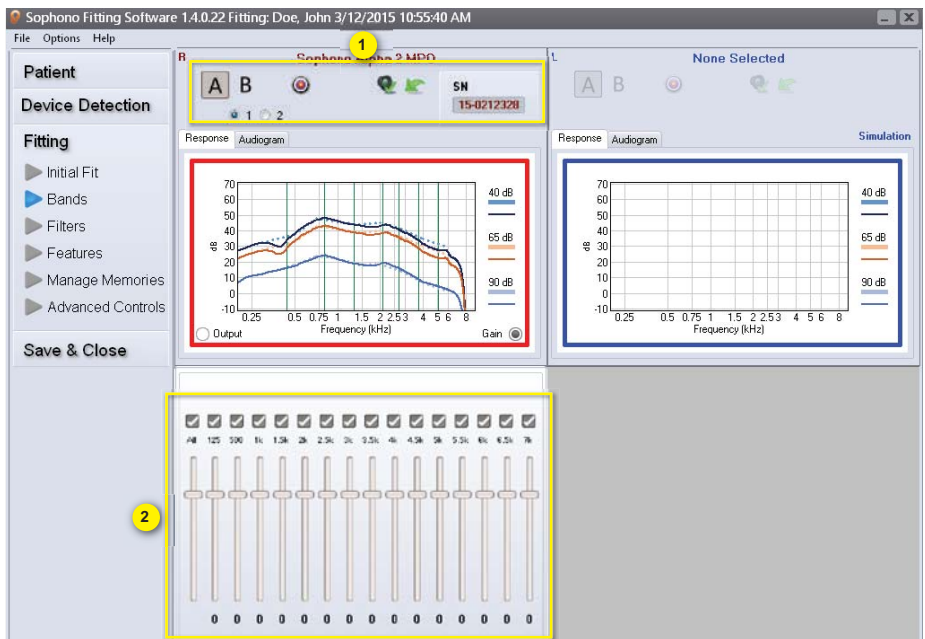 Sophono Fitting Software 1.4.0.22 Fitting: Doe, John 3/12/2015 10:55:40 AM
File Options Help
Patient
Device Detection
Fitting
Initial Fit
Bands
Filters
Features
Manage Memories
Advanced Controls
Save & Close
R
Sophono Alpha 2 MPO
1
A B
1 2
SN
15-0212328
Response Audiogram
70
60
50
40
30
20
10
0
-10
dB
0.25 0.5 0.75 1 1.5 2 2.5 3 4 5 6 8
Frequency (kHz)
Output
Gain
40 dB
65 dB
90 dB
L
None Selected
A B
Response Audiogram
Simulation
70
60
50
40
30
20
10
0
-10
dB
0.25 0.5 0.75 1 1.5 2 2.5 3 4 5 6 8
Frequency (kHz)
40 dB
65 dB
90 dB
2
All 125 500 1k 1.5k 2k 2.5k 3k 3.5k 4k 4.5k 5k 5.5k 6k 6.5k 7k
0 0 0 0 0 0 0 0 0 0 0 0 0 0 0